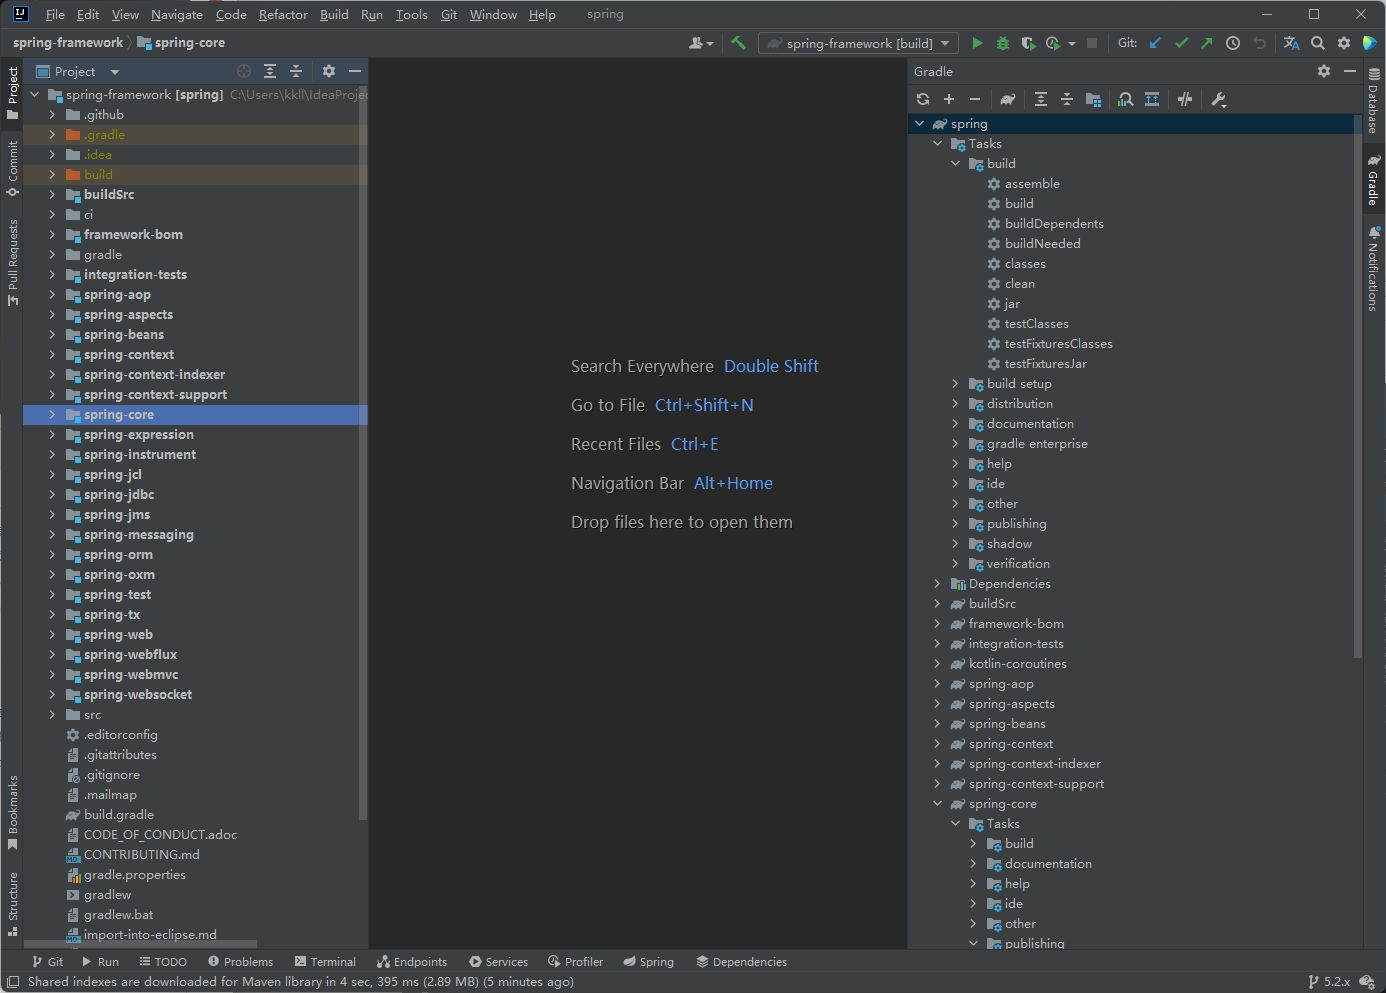 File Edit View Navigate Code Refactor Build Run Tools Git Window Help spring
spring-framework spring-core
spring-framework [build]
Git:
Project
spring-framework [spring] C:\Users\kkll\IdeaProje
.github
.gradle
.idea
build
buildSrc
ci
framework-bom
gradle
integration-tests
spring-aop
spring-aspects
spring-beans
spring-context
spring-context-indexer
spring-context-support
spring-core
spring-expression
spring-instrument
spring-jcl
spring-jdbc
spring-jms
spring-messaging
spring-orm
spring-oxm
spring-test
spring-tx
spring-web
spring-webflux
spring-webmvc
spring-websocket
src
.editorconfig
.gitattributes
.gitignore
.mailmap
build.gradle
CODE_OF_CONDUCT.adoc
CONTRIBUTING.md
gradle.properties
gradlew
gradlew.bat
import-into-eclipse.md
Project
Commit
Pull Requests
Bookmarks
Structure
Search Everywhere Double Shift
Go to File Ctrl+Shift+N
Recent Files Ctrl+E
Navigation Bar Alt+Home
Drop files here to open them
Gradle
spring
Tasks
build
assemble
build
buildDependents
buildNeeded
classes
clean
jar
testClasses
testFixturesClasses
testFixturesJar
build setup
distribution
documentation
gradle enterprise
help
ide
other
publishing
shadow
verification
Dependencies
buildSrc
framework-bom
integration-tests
kotlin-coroutines
spring-aop
spring-aspects
spring-beans
spring-context
spring-context-indexer
spring-context-support
spring-core
Tasks
build
documentation
help
ide
other
publishing
Database
Gradle
Notifications
Git Run TODO Problems Terminal Endpoints Services Profiler Spring Dependencies
Shared indexes are downloaded for Maven library in 4 sec, 395 ms (2.89 MB) (5 minutes ago)
5.2.x